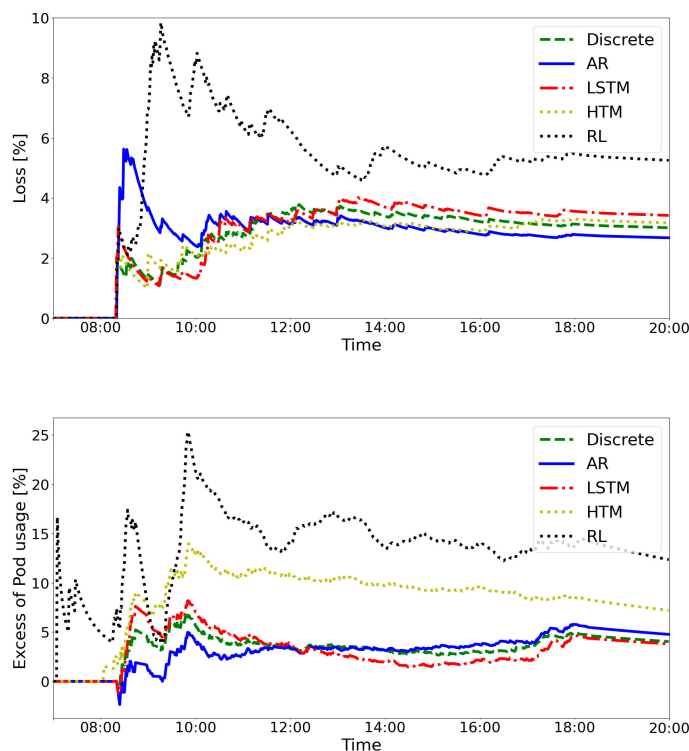 10
8
6
4
2
0
Loss [%]
Discrete
AR
LSTM
HTM
RL
08:00 10:00 12:00 14:00 16:00 18:00 20:00
Time
25
20
15
10
5
0
Excess of Pod usage [%]
Discrete
AR
LSTM
HTM
RL
08:00 10:00 12:00 14:00 16:00 18:00 20:00
Time